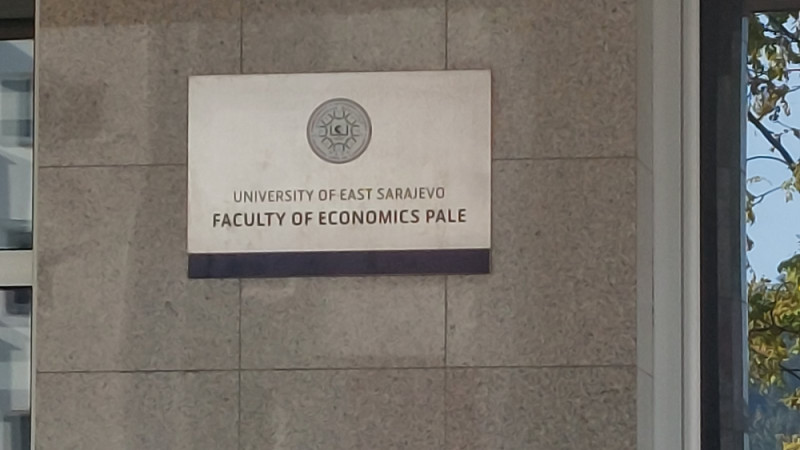 UNIVERSITY OF EAST SARAJEVO
FACULTY OF ECONOMICS PALE